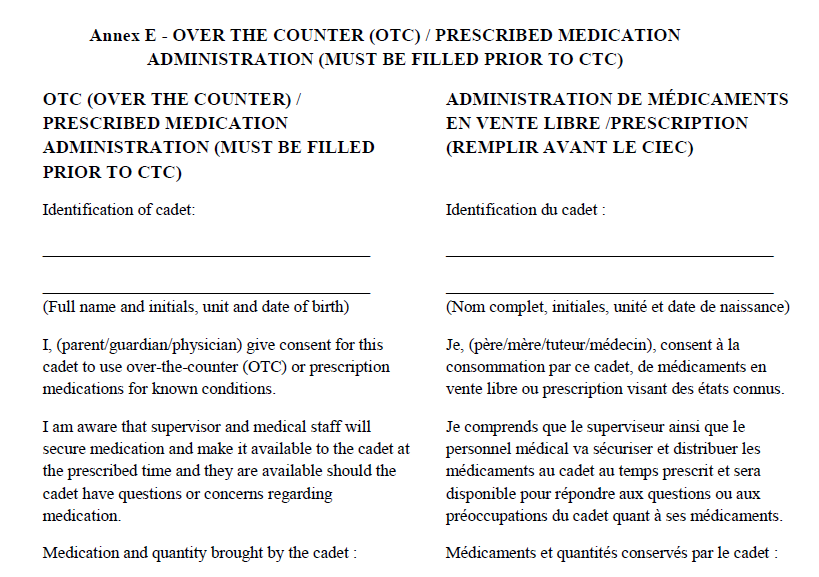 Annex E - OVER THE COUNTER (OTC) / PRESCRIBED MEDICATION
ADMINISTRATION (MUST BE FILLED PRIOR TO CTC)
OTC (OVER THE COUNTER) /
PRESCRIBED MEDICATION
ADMINISTRATION (MUST BE FILLED
PRIOR TO CTC)
Identification of cadet:
(Full name and initials, unit and date of birth)
I, (parent/guardian/physician) give consent for this
cadet to use over-the-counter (OTC) or prescription
medications for known conditions.
I am aware that supervisor and medical staff will
secure medication and make it available to the cadet at
the prescribed time and they are available should the
cadet have questions or concerns regarding
medication.
Medication and quantity brought by the cadet :
ADMINISTRATION DE MÉDICAMENTS
EN VENTE LIBRE /PRESCRIPTION
(REMPLIR AVANT LE CIEC)
Identification du cadet :
(Nom complet, initiales, unité et date de naissance)
Je, (père/mère/tuteur/médecin), consent à la
consommation par ce cadet, de médicaments en
vente libre ou prescription visant des états connus.
Je comprends que le superviseur ainsi que le
personnel médical va sécuriser et distribuer les
médicaments au cadet au temps prescrit et sera
disponible pour répondre aux questions ou aux
préoccupations du cadet quant à ses médicaments.
Médicaments et quantités conservés par le cadet :